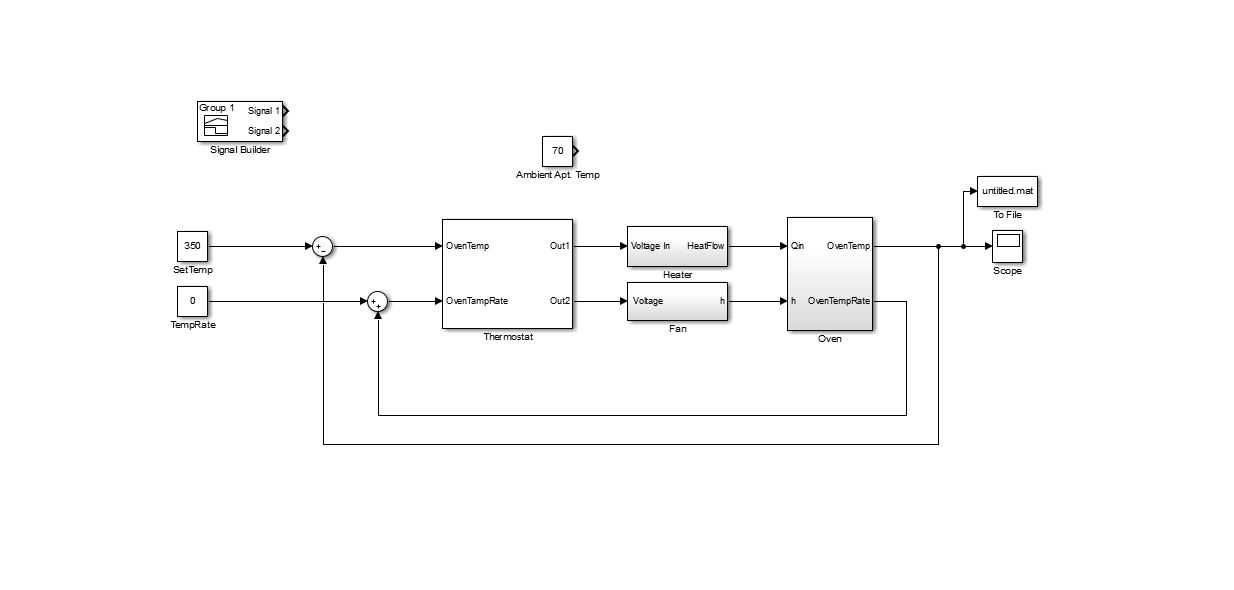 Group 1
Signal 1
Signal 2
Signal Builder
70
Ambient Apt. Temp
untitled.mat
To File
350
SetTemp
OvenTemp
Out1
Voltage In
HeatFlow
Heater
Qin
OvenTemp
Scope
0
TempRate
OvenTampRate
Out2
Thermostat
Voltage
h
Fan
h
OvenTempRate
Oven